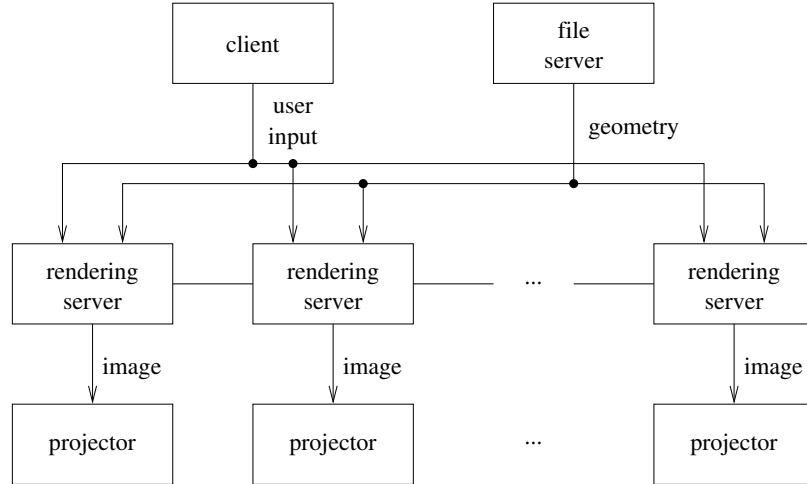 client
file
server
user
input
geometry
rendering
server
rendering
server
...
rendering
server
image
image
image
projector
projector
...
projector